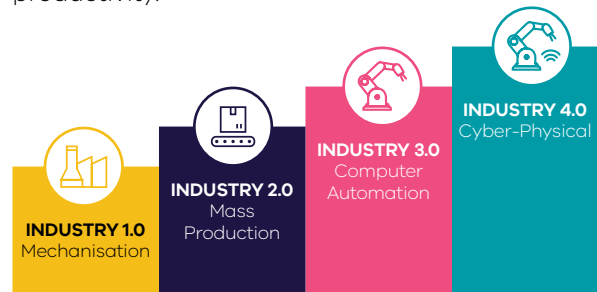 productivity.
INDUSTRY 1.0
Mechanisation
INDUSTRY 2.0
Mass
Production
INDUSTRY 3.0
Computer
Automation
INDUSTRY 4.0
Cyber-Physical